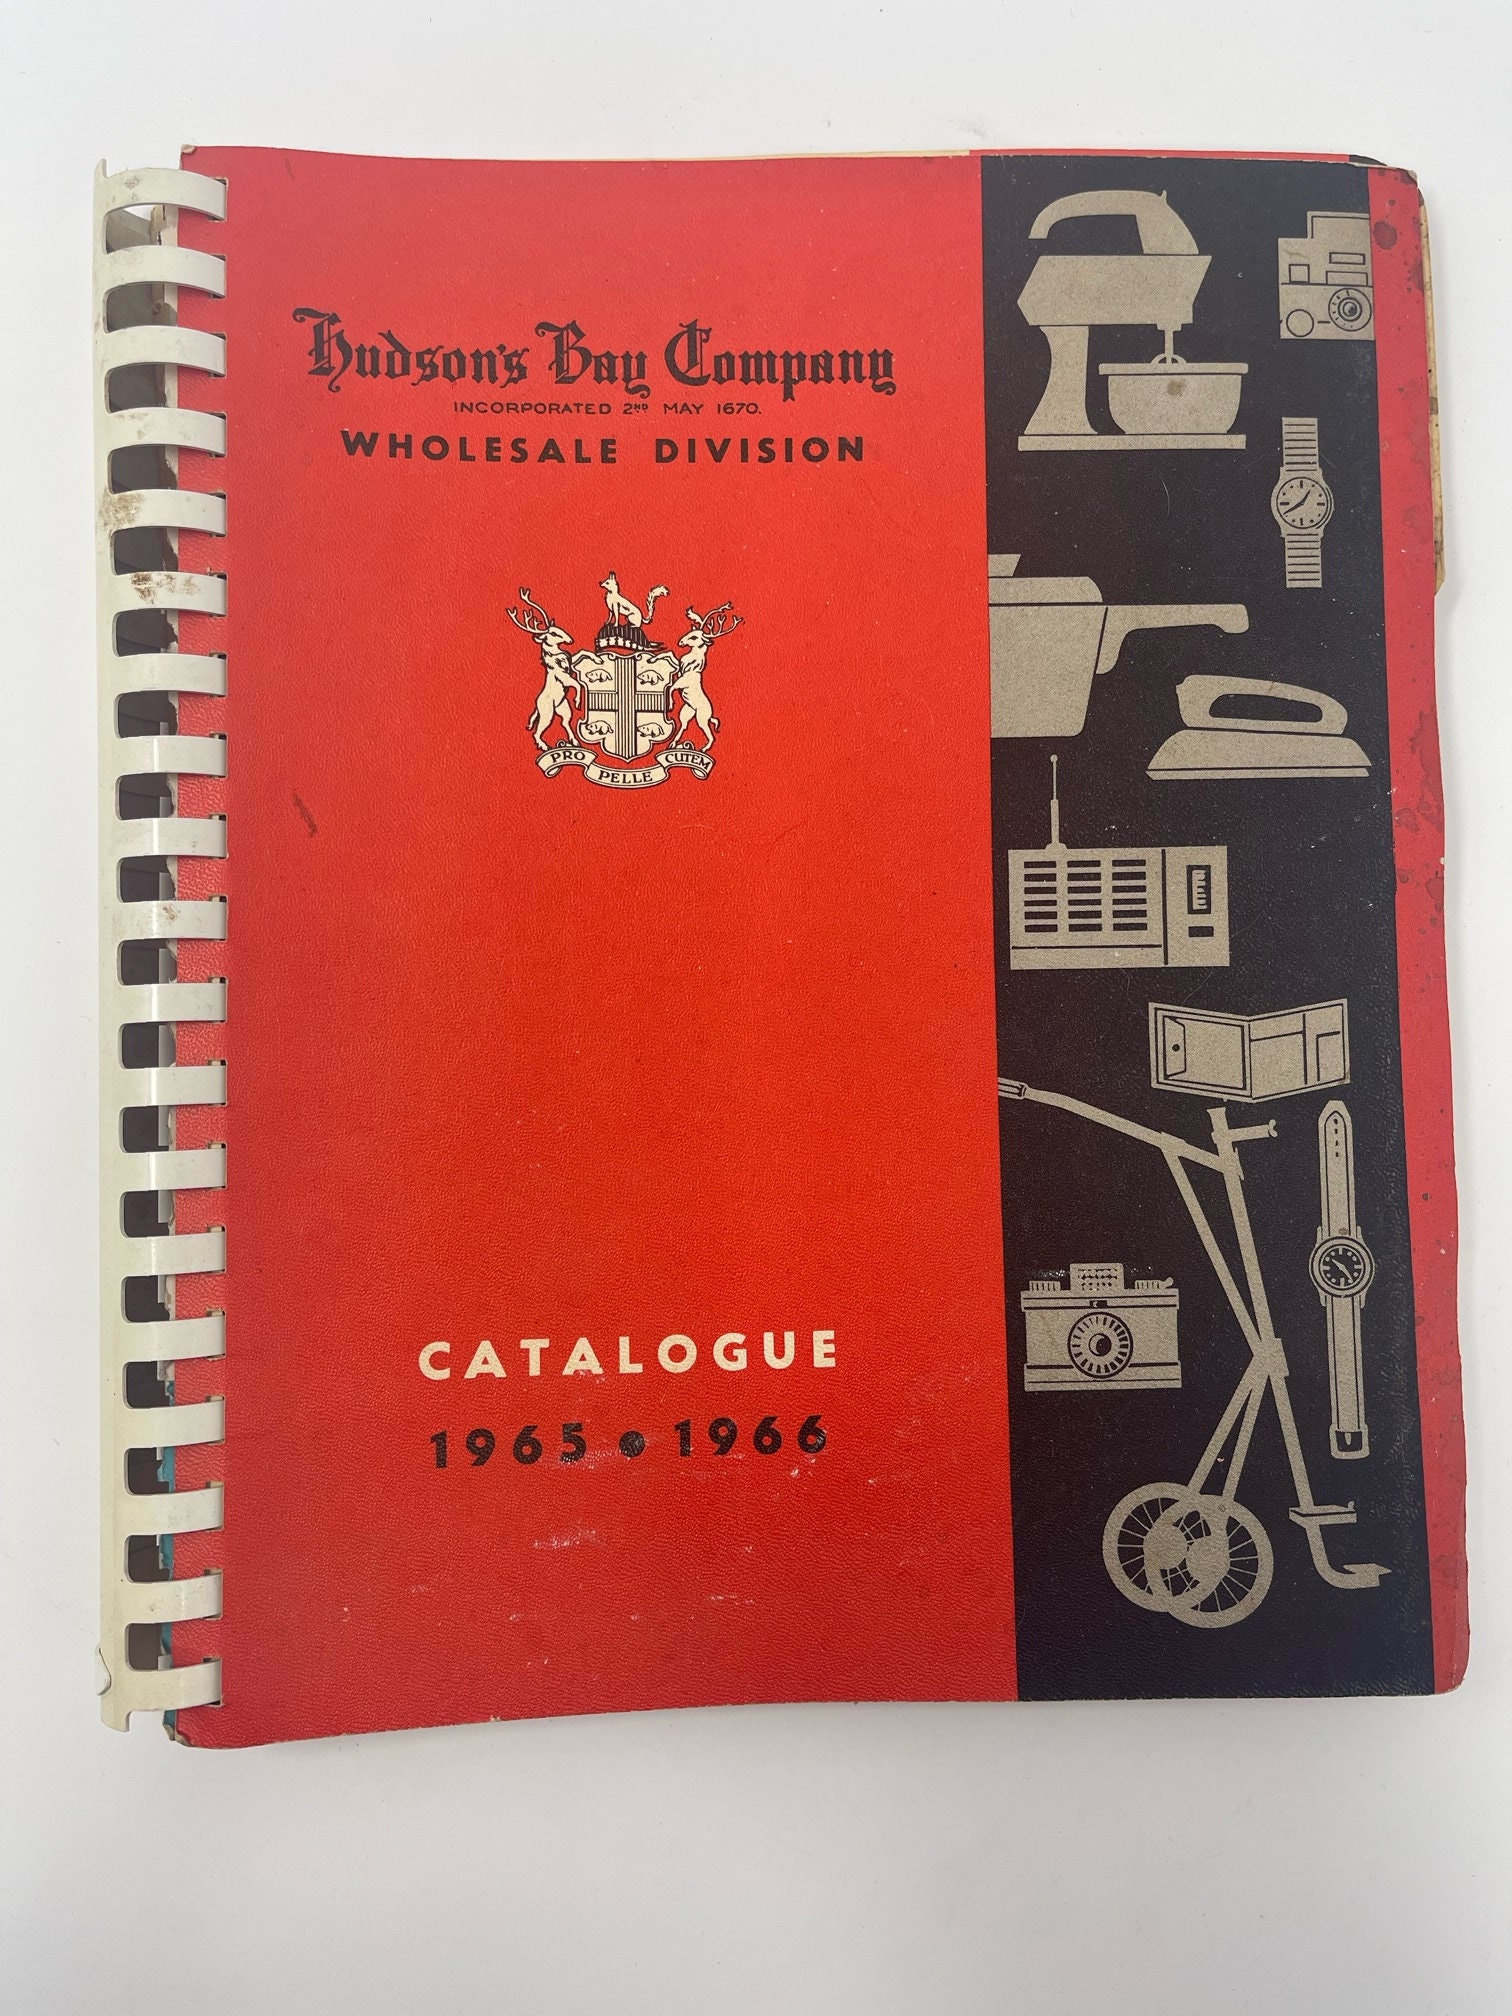 Hudson's Bay Company
INCORPORATED 2ND MAY 1670.
WHOLESALE DIVISION
PRO PELLE CUTEM
CATALOGUE
1965 • 1966